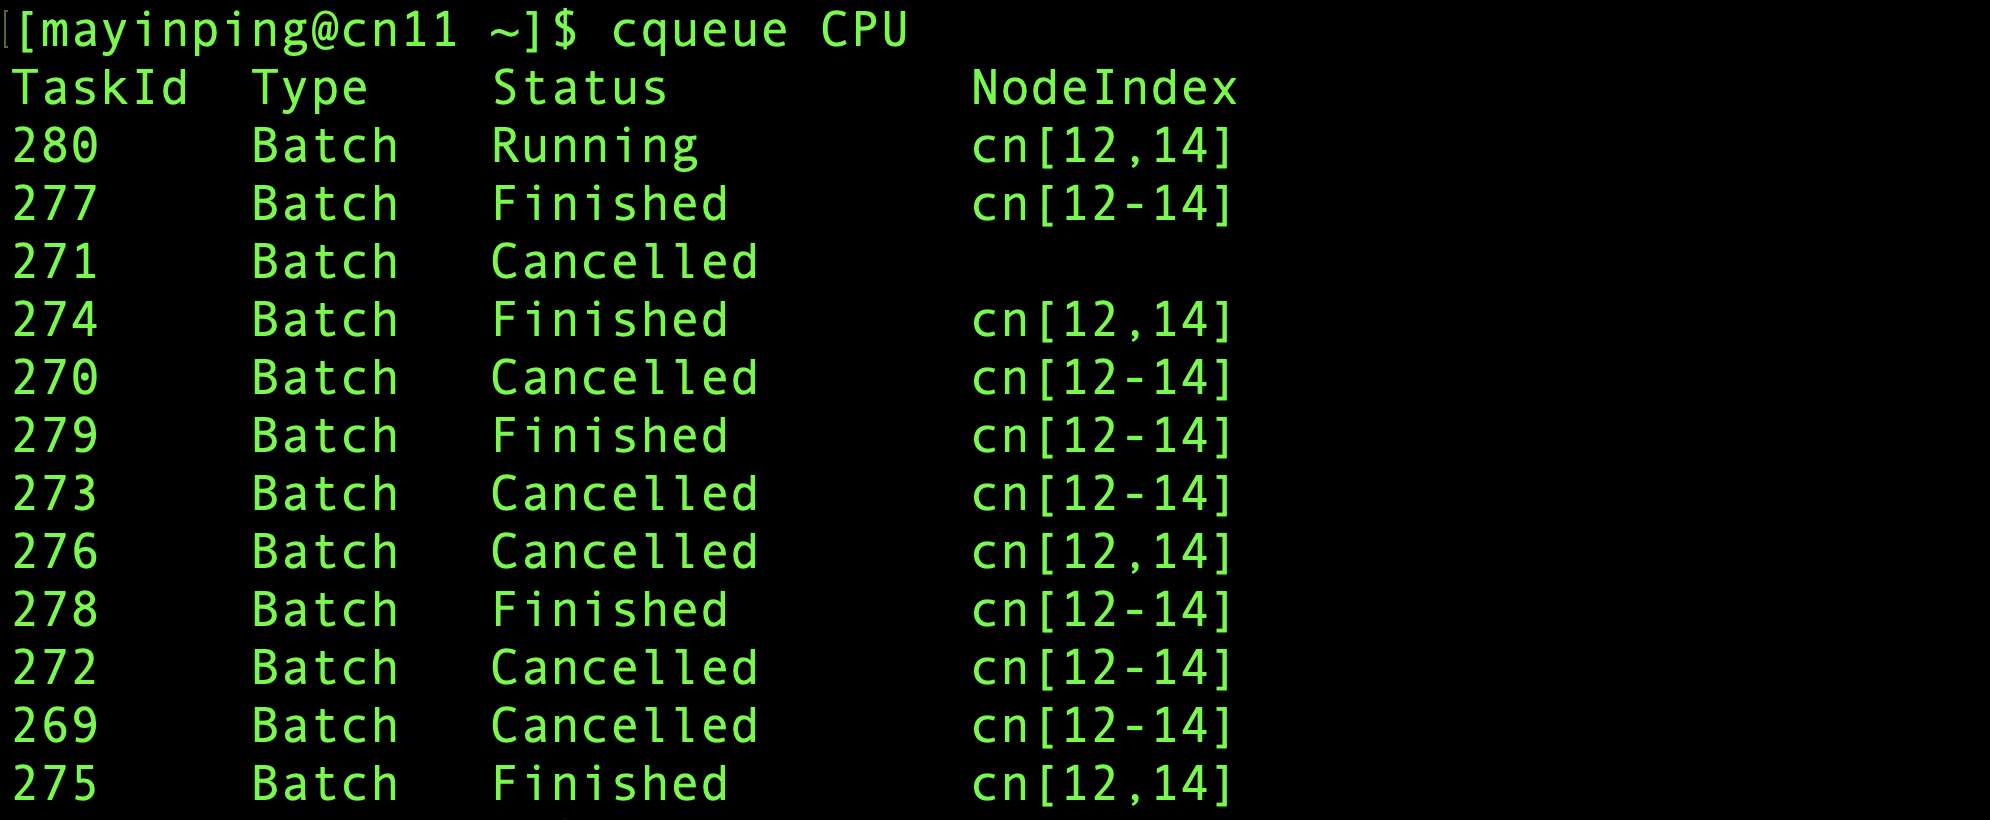 [mayinping@cn11 ~]$ cqueue CPU
TaskId  Type    Status          NodeIndex
280     Batch   Running         cn[12,14]
277     Batch   Finished        cn[12-14]
271     Batch   Cancelled
274     Batch   Finished        cn[12,14]
270     Batch   Cancelled       cn[12-14]
279     Batch   Finished        cn[12-14]
273     Batch   Cancelled       cn[12-14]
276     Batch   Cancelled       cn[12,14]
278     Batch   Finished        cn[12-14]
272     Batch   Cancelled       cn[12-14]
269     Batch   Cancelled       cn[12-14]
275     Batch   Finished        cn[12,14]